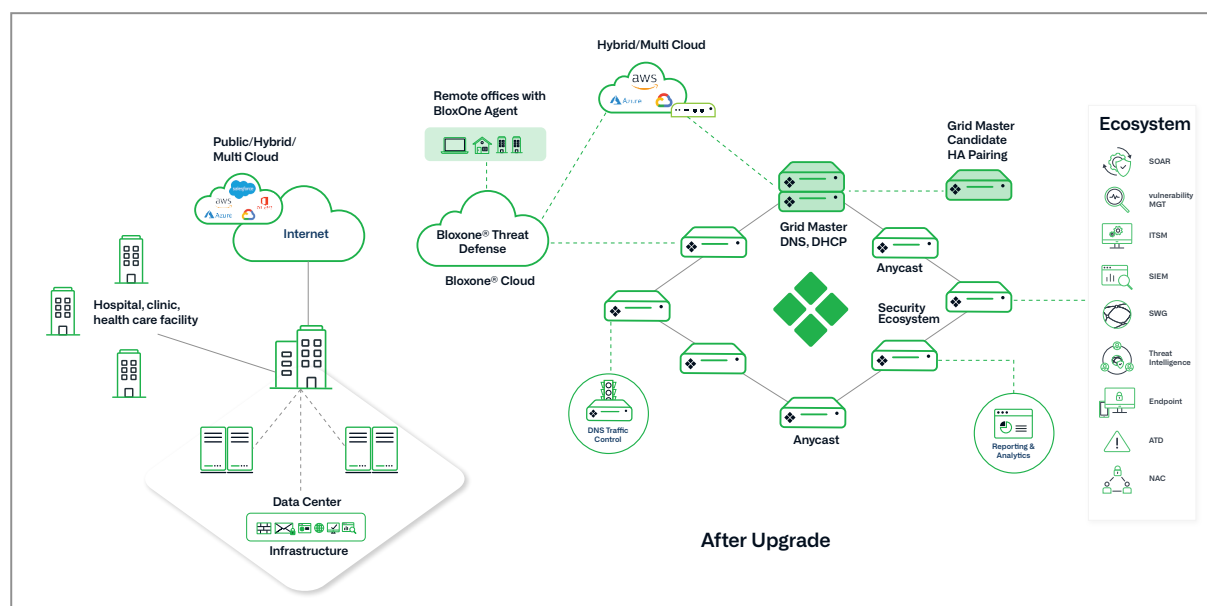 Hybrid/Multi Cloud
aws
Azure
Remote offices with
BloxOne Agent
Public/Hybrid/
Multi Cloud
salesforce
aws
Azure
Internet
Hospital, clinic,
health care facility
Data Center
Infrastructure
Bloxone® Threat
Defense
Bloxone® Cloud
Grid Master
Candidate
HA Pairing
Grid Master
DNS, DHCP
Anycast
Security
Ecosystem
DNS Traffic
Control
Anycast
Reporting &
Analytics
After Upgrade
Ecosystem
SOAR
vulnerability
MGT
ITSM
SIEM
SWG
Threat
Intelligence
Endpoint
ATD
NAC